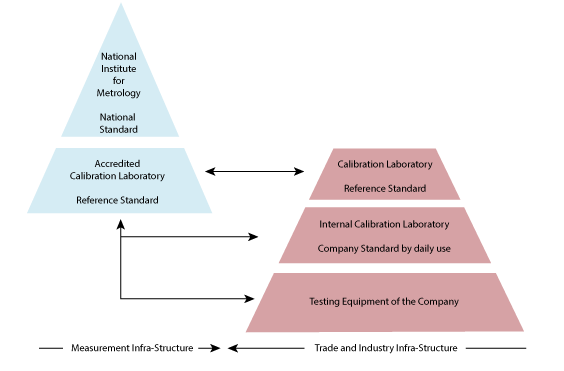 National
Institute
for
Metrology
National
Standard
Accredited
Calibration Laboratory
Reference Standard
Calibration Laboratory
Reference Standard
Internal Calibration Laboratory
Company Standard by daily use
Testing Equipment of the Company
Measurement Infra-Structure
Trade and Industry Infra-Structure